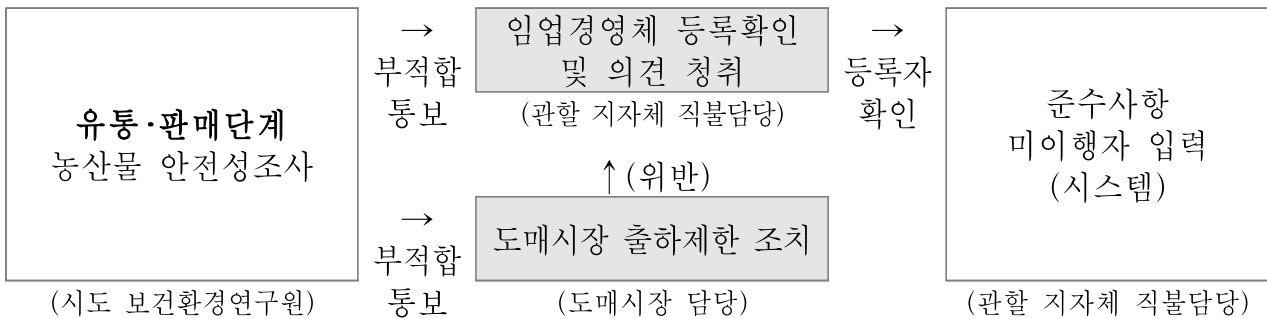 유통·판매단계
농산물 안전성조사
(시도 보건환경연구원)
→
부적합
통보
→
부적합
통보
임업경영체 등록확인
및 의견 청취
(관할 지자체 직불담당)
↑(위반)
도매시장 출하제한 조치
(도매시장 담당)
→
등록자
확인
준수사항
미이행자 입력
(시스템)
(관할 지자체 직불담당)